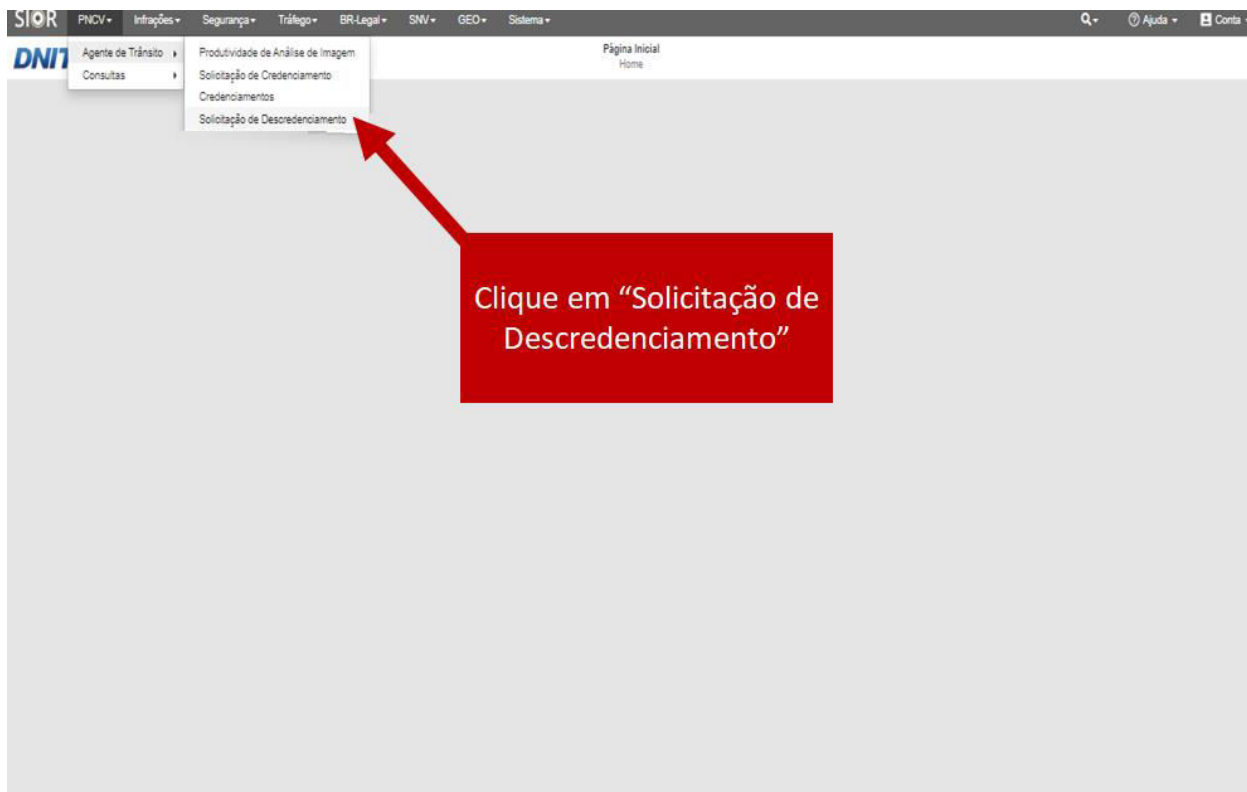 SIOR PNCV Infrações Segurança Tráfego BR-Legal SNV GEO Sistema Ajuda Conta
DNIT
Página Inicial
Home
Agente de Trânsito
Consultas
Produtividade de Análise de Imagem
Solicitação de Credenciamento
Credenciamentos
Solicitação de Descredenciamento
Clique em “Solicitação de
Descredenciamento”